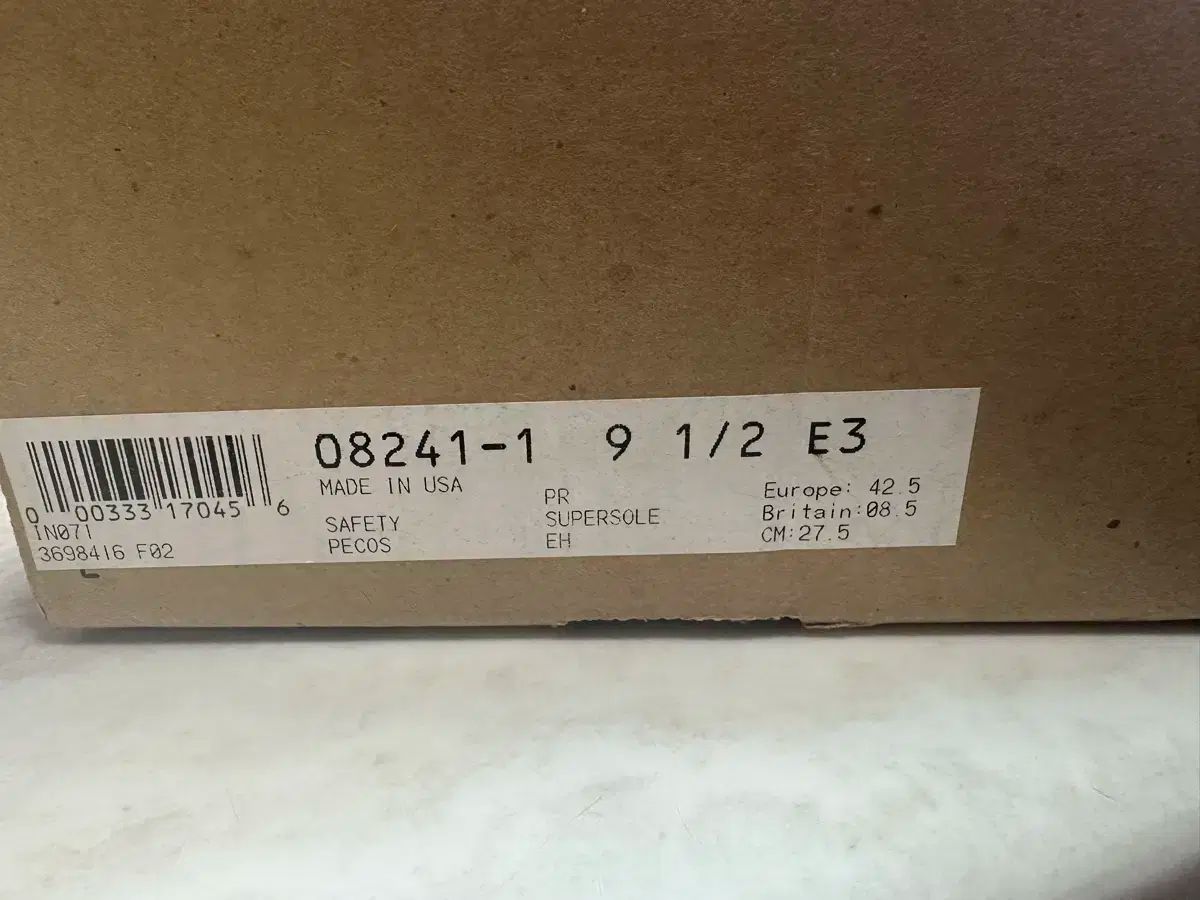 08241-1 9 1/2 E3
MADE IN USA
SAFETY
PECOS
PR
SUPERSOLE
EH
Europe: 42.5
Britain:08.5
CM:27.5
0 00333 17045 6
IN071
3698416 F02